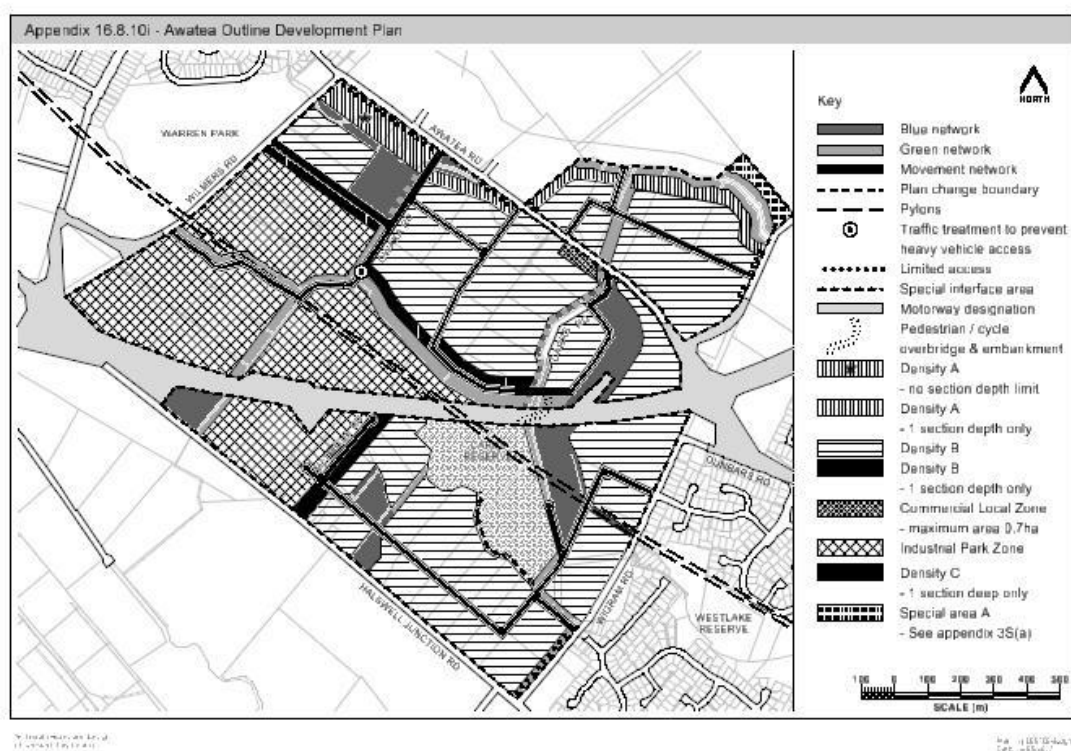 Appendix 16.8.10i - Awatea Outline Development Plan
WARREN PARK
WILMERS RD
AWATEA RD
DUNBARS RD
WIGRAM RD
WESTLAKE
RESERVE
HALSWELL JUNCTION RD
NORTH
Key
Blue network
Green network
Movement network
Plan change boundary
Pylons
Traffic treatment to prevent
heavy vehicle access
Limited access
Special interface area
Motorway designation
Pedestrian / cycle
overbridge & embankment
Density A
- no section depth limit
Density A
- 1 section depth only
Density B
Density B
- 1 section depth only
Commercial Local Zone
- maximum area 0.7ha
Industrial Park Zone
Density C
- 1 section deep only
Special area A
- See appendix 3S(a)
100 0 100 200 300 400 500
SCALE (m)